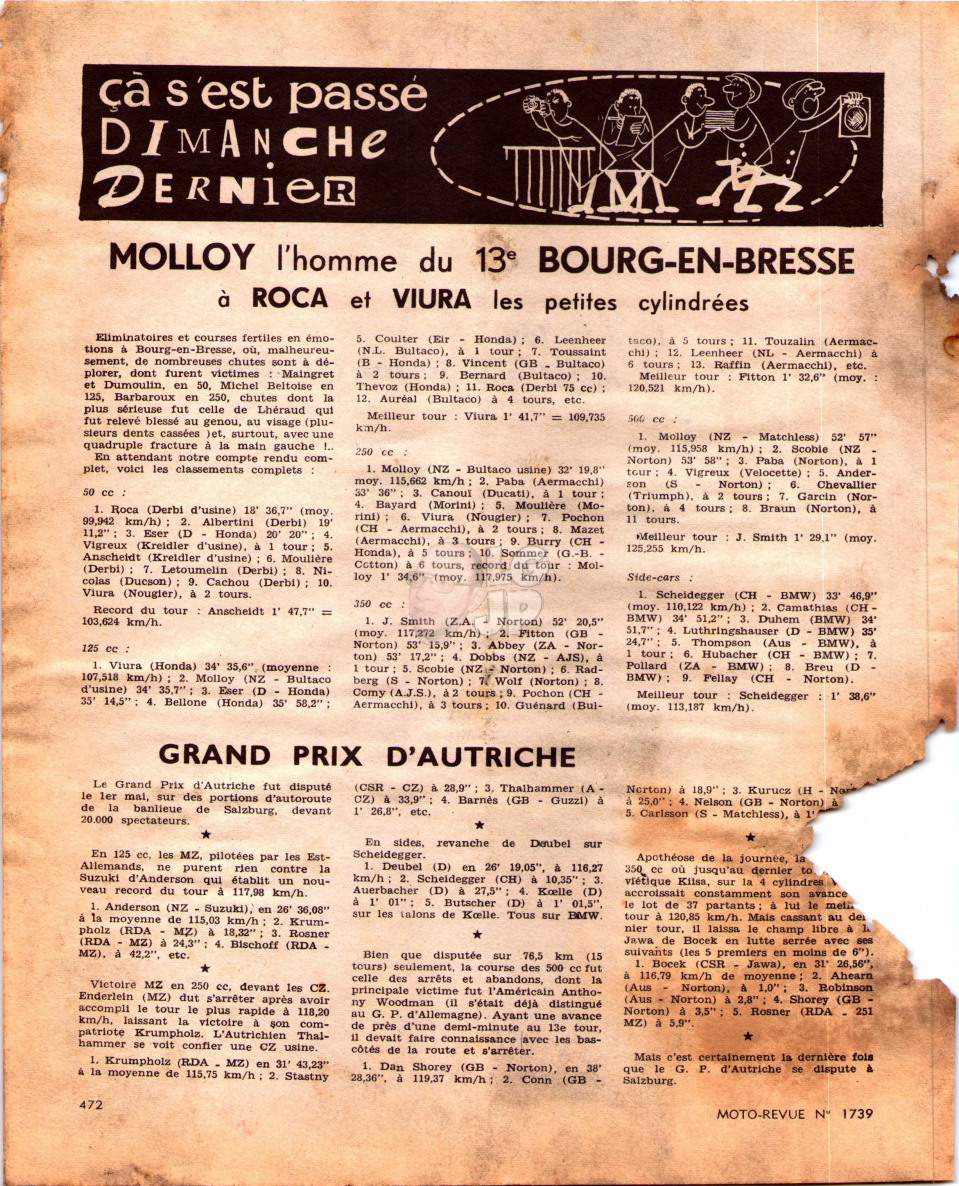 çà s'est passé
DIMANCHE
DERNIER
MOLLOY l'homme du 13e BOURG-EN-BRESSE
à ROCA et VIURA les petites cylindrées
Eliminatoires et courses fertiles en émo-
tions à Bourg-en-Bresse, où, malheureu-
sement, de nombreuses chutes sont à dé-
plorer, dont furent victimes : Maingret
et Dumoulin, en 50, Michel Beltoise en
125, Barbaroux en 250, chutes dont la
plus sérieuse fut celle de Lhéraud qui
fut relevé blessé au genou, au visage (plu-
sieurs dents cassées )et, surtout, avec une
quadruple fracture à la main gauche !..
En attendant notre compte rendu com-
plet, voici les classements complets :
50 cc :
1. Roca (Derbi d'usine) 18' 36,7" (moy.
99,942 km/h) ; 2. Albertini (Derbi) 19'
11,2" ; 3. Eser (D - Honda) 20' 20" ; 4.
Vigreux (Kreidler d'usine), à 1 tour ; 5.
Anscheidt (Kreidler d'usine) ; 6. Moulière
(Derbi) ; 7. Letoumelin (Derbi) ; 8. Ni-
colas (Ducson) ; 9. Cachou (Derbi) ; 10.
Viura (Nougier), à 2 tours.
Record du tour : Anscheidt 1' 47,7" =
103,624 km/h.
125 cc :
1. Viura (Honda) 34' 35,6" (moyenne :
107,518 km/h) ; 2. Molloy (NZ - Bultaco
d'usine) 34' 35,7" ; 3. Eser (D - Honda)
35' 14,5" ; 4. Bellone (Honda) 35' 58,2" ;
5. Coulter (Eir - Honda) ; 6. Leenheer
(N.L. Bultaco), à 1 tour ; 7. Toussaint
(B - Honda) ; 8. Vincent (GB - Bultaco)
à 2 tours ; 9. Bernard (Bultaco) ; 10.
Thevoz (Honda) ; 11. Roca (Derbi 75 cc) ;
12. Auréal (Bultaco) à 4 tours, etc.
Meilleur tour : Viura 1' 41,7" = 109,735
km/h.
250 cc :
1. Molloy (NZ - Bultaco usine) 32' 19,8"
moy. 115,662 km/h ; 2. Paba (Aermacchi)
33' 36" ; 3. Canouï (Ducati), à 1 tour ;
4. Bayard (Morini) ; 5. Moulière (Mo-
rini) ; 6. Viura (Nougier) ; 7. Pochon
(CH - Aermacchi), à 2 tours ; 8. Mazet
(Aermacchi), à 3 tours ; 9. Burry (CH -
Honda), à 5 tours ; 10. Sommer (G.-B. -
Cotton) à 6 tours, record du tour : Mol-
loy 1' 34,6" (moy. 117,975 km/h).
350 cc :
1. J. Smith (Z.A. - Norton) 52' 20,5"
(moy. 117,272 km/h) ; 2. Fitton (GB -
Norton) 53' 15,9" ; 3. Abbey (ZA - Nor-
ton) 53' 17,2" ; 4. Dobbs (NZ - AJS), à
1 tour ; 5. Scobie (NZ - Norton) ; 6. Rad-
berg (S - Norton) ; 7. Wolf (Norton) ; 8.
Comy (A.J.S.), à 2 tours ; 9. Pochon (CH -
Aermacchi), à 3 tours ; 10. Guénard (Bul-
taco), à 5 tours ; 11. Touzalin (Aermac-
chi) ; 12. Leenheer (NL - Aermacchi) à
6 tours ; 13. Raffin (Aermacchi), etc.
Meilleur tour : Fitton 1' 32,6" (moy. :
120,521 km/h).
500 cc :
1. Molloy (NZ - Matchless) 52' 57"
(moy. 115,958 km/h) ; 2. Scobie (NZ -
Norton) 53' 58" ; 3. Paba (Norton), à 1
tour ; 4. Vigreux (Velocette) ; 5. Ander-
son (S - Norton) ; 6. Chevallier
(Triumph), à 2 tours ; 7. Garcin (Nor-
ton), à 4 tours ; 8. Braun (Norton), à
11 tours.
Meilleur tour : J. Smith 1' 29,1" (moy.
125,255 km/h.
Side-cars :
1. Scheidegger (CH - BMW) 33' 46,9"
(moy. 110,122 km/h) ; 2. Camathias (CH -
BMW) 34' 51,2" ; 3. Duhem (BMW) 34'
51,7" ; 4. Luthringshauser (D - BMW) 35'
24,7" ; 5. Thompson (Aus - BMW), à
1 tour ; 6. Hubacher (CH - BMW) ; 7.
Pollard (ZA - BMW) ; 8. Breu (D -
BMW) ; 9. Fellay (CH - Norton).
Meilleur tour : Scheidegger : 1' 38,6"
(moy. 113,187 km/h).
GRAND PRIX D'AUTRICHE
Le Grand Prix d'Autriche fut disputé
le 1er mai, sur des portions d'autoroute
de la banlieue de Salzburg, devant
20.000 spectateurs.
★
En 125 cc, les MZ, pilotées par les Est-
Allemands, ne purent rien contre la
Suzuki d'Anderson qui établit un nou-
veau record du tour à 117,98 km/h.
1. Anderson (NZ - Suzuki), en 26' 36,08"
à la moyenne de 115,03 km/h ; 2. Krum-
pholz (RDA - MZ) à 18,32" ; 3. Rosner
(RDA - MZ) à 24,3" ; 4. Bischoff (RDA -
MZ), à 42,2", etc.
★
Victoire MZ en 250 cc, devant les CZ.
Enderlein (MZ) dut s'arrêter après avoir
accompli le tour le plus rapide à 118,20
km/h, laissant la victoire à son com-
patriote Krumpholz. L'Autrichien Thal-
hammer se voit confier une CZ usine.
1. Krumpholz (RDA - MZ) en 31' 43,23"
à la moyenne de 115,75 km/h ; 2. Stastny
(CSR - CZ) à 28,9" ; 3. Thalhammer (A -
CZ) à 33,9" ; 4. Barnès (GB - Guzzi) à
1' 26,8", etc.
★
En sides, revanche de Deubel sur
Scheidegger.
1. Deubel (D) en 26' 19,05", à 116,27
km/h ; 2. Scheidegger (CH) à 10,35" ; 3.
Auerbacher (D) à 27,5" ; 4. Kœlle (D)
à 1' 01" ; 5. Butscher (D) à 1' 01,5",
sur les talons de Kœlle. Tous sur BMW.
★
Bien que disputée sur 76,5 km (15
tours) seulement, la course des 500 cc fut
celle des arrêts et abandons, dont la
principale victime fut l'Américain Antho-
ny Woodman (il s'était déjà distingué
au G. P. d'Allemagne). Ayant une avance
de près d'une demi-minute au 13e tour,
il devait faire connaissance avec les bas-
côtés de la route et s'arrêter.
1. Dan Shorey (GB - Norton), en 38'
28,36", à 119,37 km/h ; 2. Conn (GB -
Norton) à 18,9" ; 3. Kurucz (H -
à 25,0" ; 4. Nelson (GB - Norton) à
5. Carlsson (S - Matchless), à 1'
★
Apothéose de la journée, la
350 cc où jusqu'au dernier
viétique Kiisa, sur la 4 cylindres
accroissait constamment son avance
le lot de 37 partants ; à lui le
tour à 120,85 km/h. Mais cassant au
nier tour, il laissa le champ libre à
Jawa de Bocek en lutte serrée avec ses
suivants (les 5 premiers en moins de 6").
1. Bocek (CSR - Jawa), en 31' 26,56",
à 116,79 km/h de moyenne ; 2. Ahearn
(Aus - Norton), à 1,0" ; 3. Robinson
(Aus - Norton à 2,8" ; 4. Shorey (GB -
Norton) à 3,5" ; 5. Rosner (RDA - 251
MZ) à 5,9".
★
Mais c'est certainement la dernière fois
que le G. P. d'Autriche se dispute à
Salzburg.
472
MOTO-REVUE N° 1739